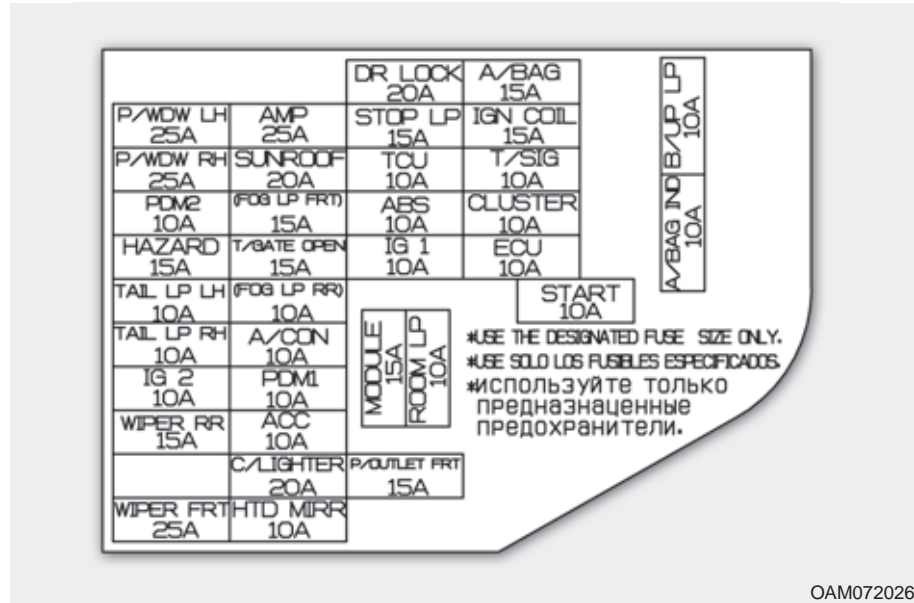 DR LOCK A/BAG
20A 15A
P/WDW LH AMP STOP LP IGN COIL
25A 25A 15A 15A
P/WDW RH SUNROOF TCU T/SIG
25A 20A 10A 10A
PDM2 (FOG LP FRT) ABS CLUSTER
10A 15A 10A 10A
HAZARD T/GATE OPEN IG 1 ECU
15A 15A 10A 10A
B/UP LP
10A
A/BAG IND
10A
TAIL LP LH (FOG LP RR) START
10A 10A 10A
TAIL LP RH A/CON
10A 10A
IG 2 PDM1
10A 10A
WIPER RR ACC
15A 10A
MODULE
15A
ROOM LP
10A
*USE THE DESIGNATED FUSE SIZE ONLY.
*USE SOLO LOS FUSIBLES ESPECIFICADOS.
*используйте только
предназнаценные
предохранители.
C/LIGHTER P/OUTLET FRT
20A 15A
WIPER FRT HTD MIRR
25A 10A
OAM072026